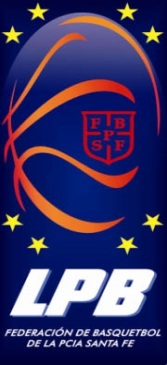 F B
P
S F
LPB
FEDERACIÓN DE BASQUETBOL
DE LA PCIA SANTA FE